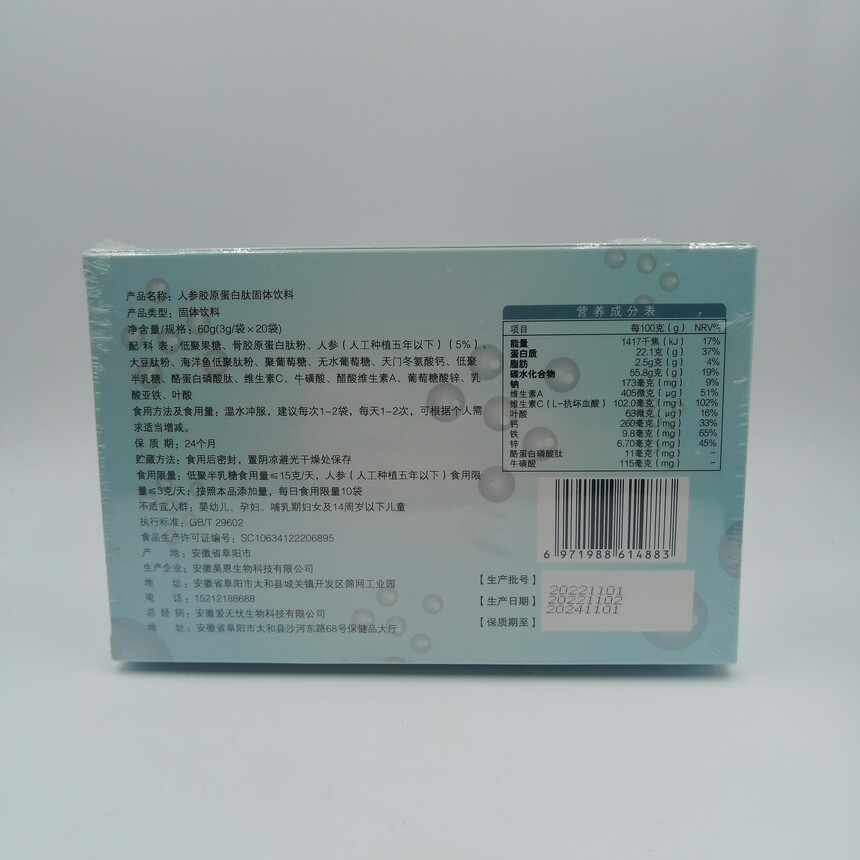 产品名称：人参胶原蛋白肽固体饮料
产品类型：固体饮料
净含量/规格：60g(3g/袋×20袋)
配 料 表：低聚果糖、骨胶原蛋白肽粉、人参（人工种植五年以下）（5%）、
大豆肽粉、海洋鱼低聚肽粉、聚葡萄糖、无水葡萄糖、天门冬氨酸钙、低聚
半乳糖、酪蛋白磷酸肽、维生素C、牛磺酸、醋酸维生素A、葡萄糖酸锌、乳
酸亚铁、叶酸
食用方法及食用量：温水冲服，建议每次1~2袋，每天1~2次，可根据个人需
求适当增减。
保 质 期：24个月
贮藏方法：食用后密封，置阴凉避光干燥处保存
食用限量：低聚半乳糖食用量≤15克/天，人参（人工种植五年以下）食用限
量≤3克/天；按照本品添加量，每日食用限量10袋
不适宜人群：婴幼儿、孕妇、哺乳期妇女及14周岁以下儿童
执行标准：GB/T 29602
食品生产许可证编号：SC10634122206895
产 地：安徽省阜阳市
生产企业：安徽昊恩生物科技有限公司
地 址：安徽省阜阳市太和县城关镇开发区筛网工业园
电 话：15212188688
总 经 销：安徽爱无忧生物科技有限公司
地 址：安徽省阜阳市太和县沙河东路68号保健品大厅
营养成分表
项目 每100克（g） NRV%
能量 1417千焦（kJ） 17%
蛋白质 22.1克（g） 37%
脂肪 2.5克（g） 4%
碳水化合物 55.8克（g） 19%
钠 173毫克（mg） 9%
维生素A 405微克（μg） 51%
维生素C（L-抗坏血酸） 102.0毫克（mg） 102%
叶酸 63微克（μg） 16%
钙 260毫克（mg） 33%
铁 9.8毫克（mg） 65%
锌 6.70毫克（mg） 45%
酪蛋白磷酸肽 11毫克（mg） –
牛磺酸 115毫克（mg） –
6 971988 614883
【生产批号】 20221101
【生产日期】 20221102
【保质期至】 20241101